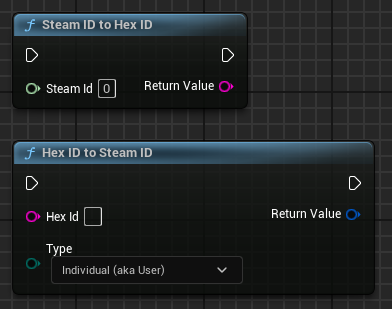 f Steam ID to Hex ID
Steam Id 0 Return Value
f Hex ID to Steam ID
Hex Id Return Value
Type
Individual (aka User)